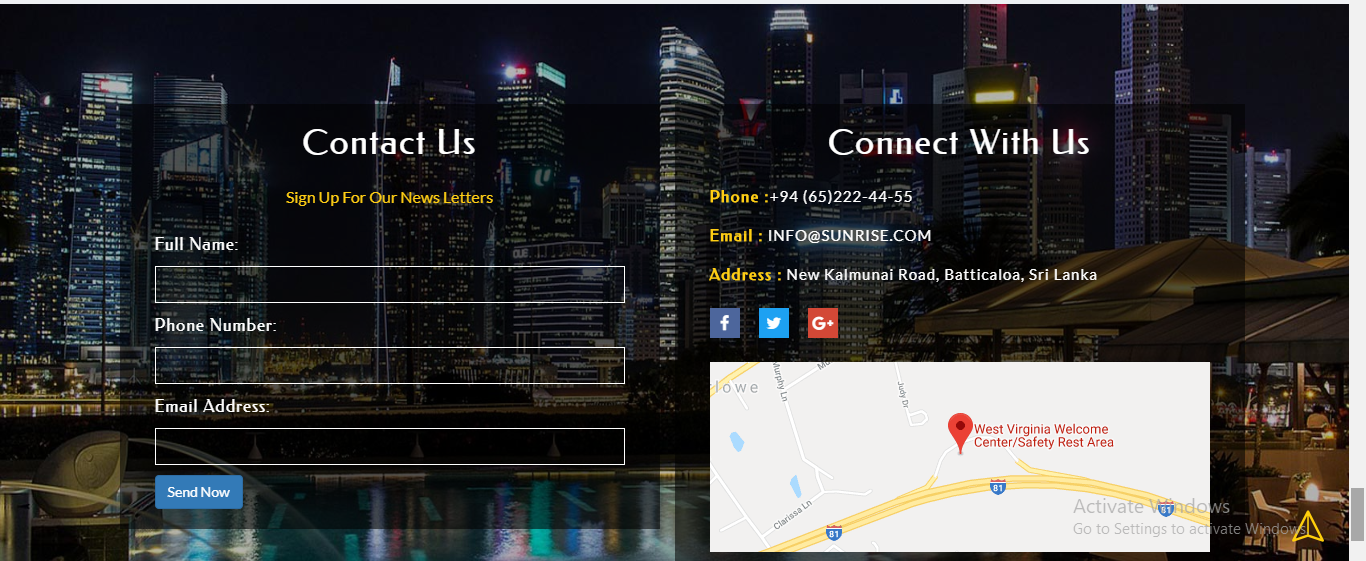 Contact Us
Sign Up For Our News Letters
Full Name:
Phone Number:
Email Address:
Send Now
Connect With Us
Phone :+94 (65)222-44-55
Email : INFO@SUNRISE.COM
Address : New Kalmunai Road, Batticaloa, Sri Lanka
f
G+
lowe
Murphy Ln
Judy Dr
West Virginia Welcome
Center/Safety Rest Area
81
81
81
Clarissa Ln
Activate Windows
Go to Settings to activate Windows.